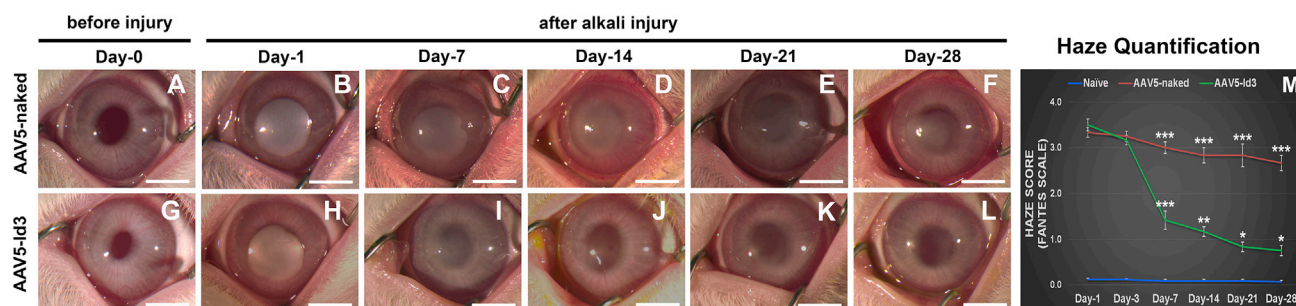 before injury
after alkali injury
Day-0
Day-1
Day-7
Day-14
Day-21
Day-28
AAV5-naked
A
B
C
D
E
F
AAV5-Id3
G
H
I
J
K
L
Haze Quantification
Naïve
AAV5-naked
AAV5-Id3
M
HAZE SCORE
(FANTES SCALE)
4.0
3.0
2.0
1.0
0.0
***
***
***
***
***
**
*
*
Day-1
Day-3
Day-7
Day-14
Day-21
Day-28